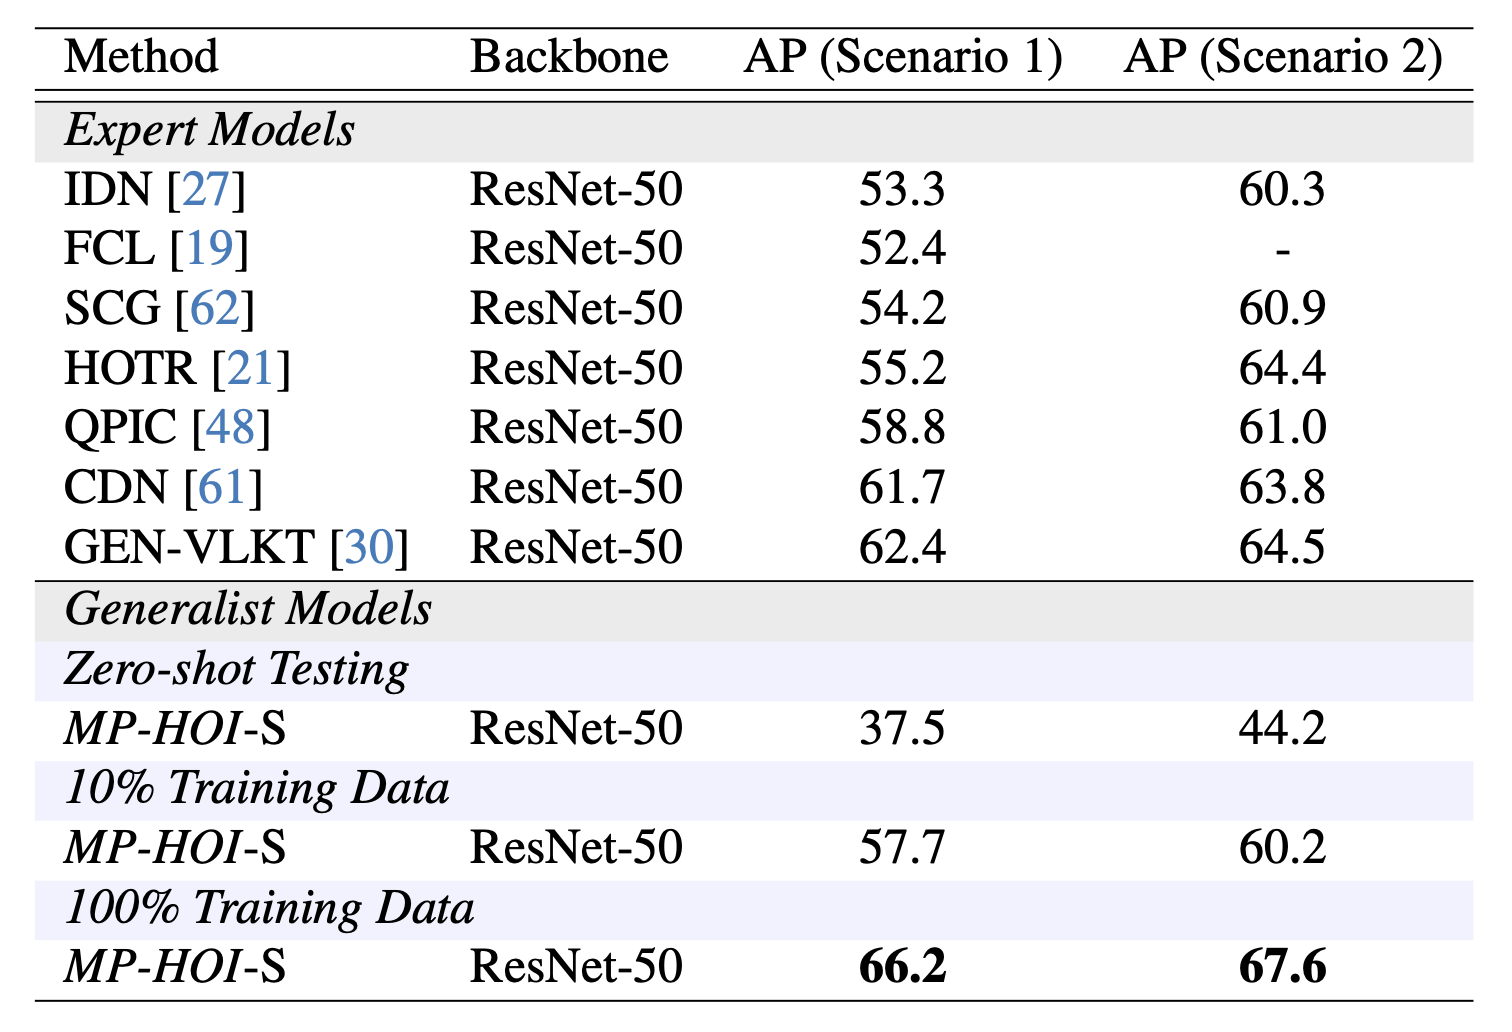 Method Backbone AP (Scenario 1) AP (Scenario 2)
Expert Models
IDN [27] ResNet-50 53.3 60.3
FCL [19] ResNet-50 52.4 -
SCG [62] ResNet-50 54.2 60.9
HOTR [21] ResNet-50 55.2 64.4
QPIC [48] ResNet-50 58.8 61.0
CDN [61] ResNet-50 61.7 63.8
GEN-VLKT [30] ResNet-50 62.4 64.5
Generalist Models
Zero-shot Testing
MP-HOI-S ResNet-50 37.5 44.2
10% Training Data
MP-HOI-S ResNet-50 57.7 60.2
100% Training Data
MP-HOI-S ResNet-50 66.2 67.6